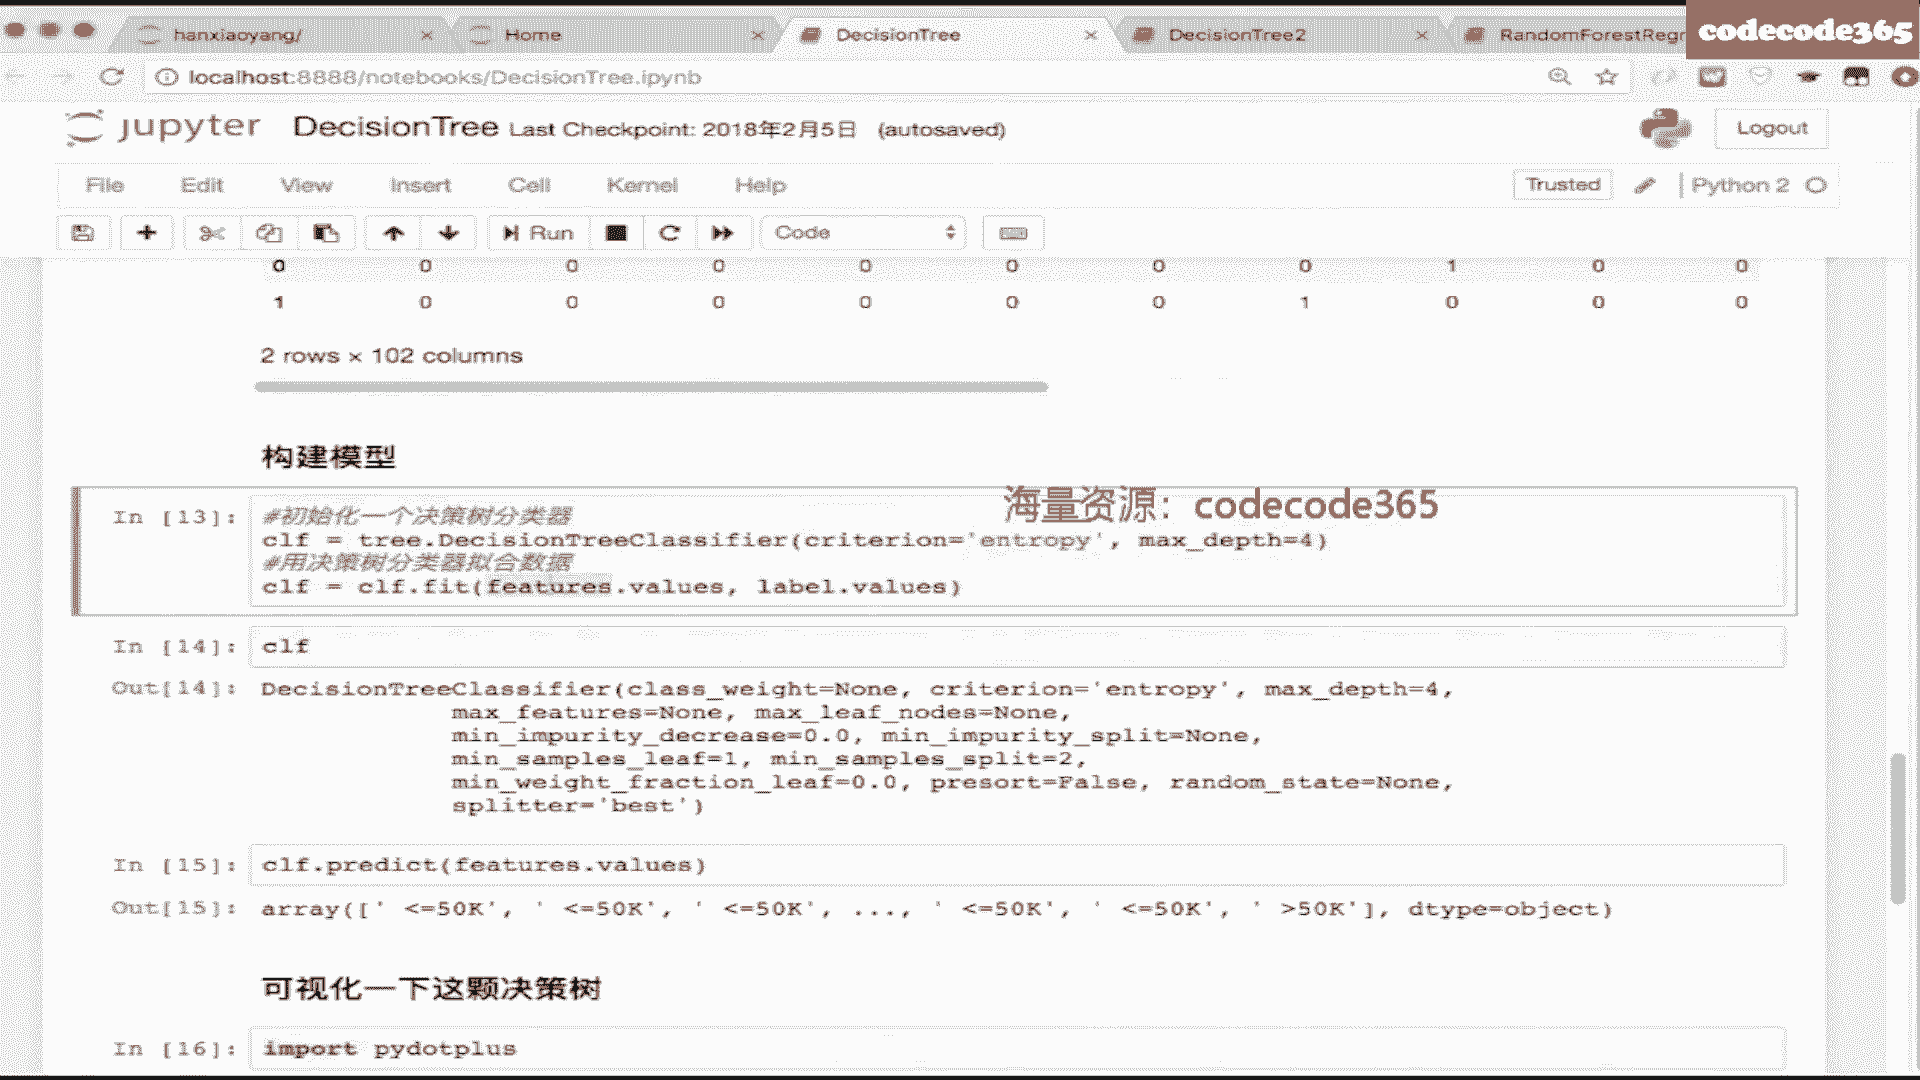 hanxiaoyang/
Home
DecisionTree
DecisionTree2
RandomForestRegr
codecode365
localhost:8888/notebooks/DecisionTree.ipynb
jupyter DecisionTree Last Checkpoint: 2018年2月5日 (autosaved)
Logout
File Edit View Insert Cell Kernel Help
Trusted
Python 2
Run
Code
0 0 0 0 0 0 0 0 1 0 0
1 0 0 0 0 0 0 1 0 0 0
2 rows × 102 columns
构建模型
海量资源：codecode365
In [13]: #初始化一个决策树分类器
clf = tree.DecisionTreeClassifier(criterion='entropy', max_depth=4)
#用决策树分类器拟合数据
clf = clf.fit(features.values, label.values)
In [14]: clf
Out[14]: DecisionTreeClassifier(class_weight=None, criterion='entropy', max_depth=4,
max_features=None, max_leaf_nodes=None,
min_impurity_decrease=0.0, min_impurity_split=None,
min_samples_leaf=1, min_samples_split=2,
min_weight_fraction_leaf=0.0, presort=False, random_state=None,
splitter='best')
In [15]: clf.predict(features.values)
Out[15]: array([' <=50K', ' <=50K', ' <=50K', ..., ' <=50K', ' <=50K', ' >50K'], dtype=object)
可视化一下这颗决策树
In [16]: import pydotplus